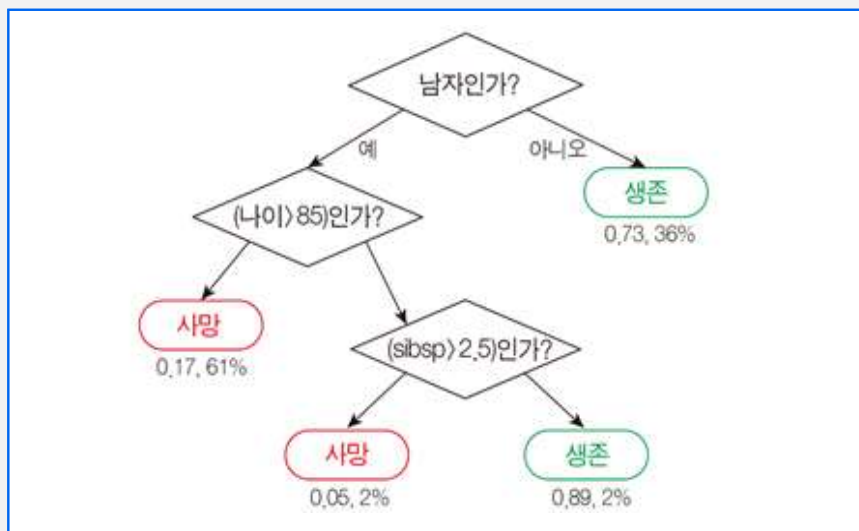 남자인가?
예
아니오
생존
0.73, 36%
(나이>85)인가?
사망
0.17, 61%
(sibsp>2.5)인가?
사망
0.05, 2%
생존
0.89, 2%